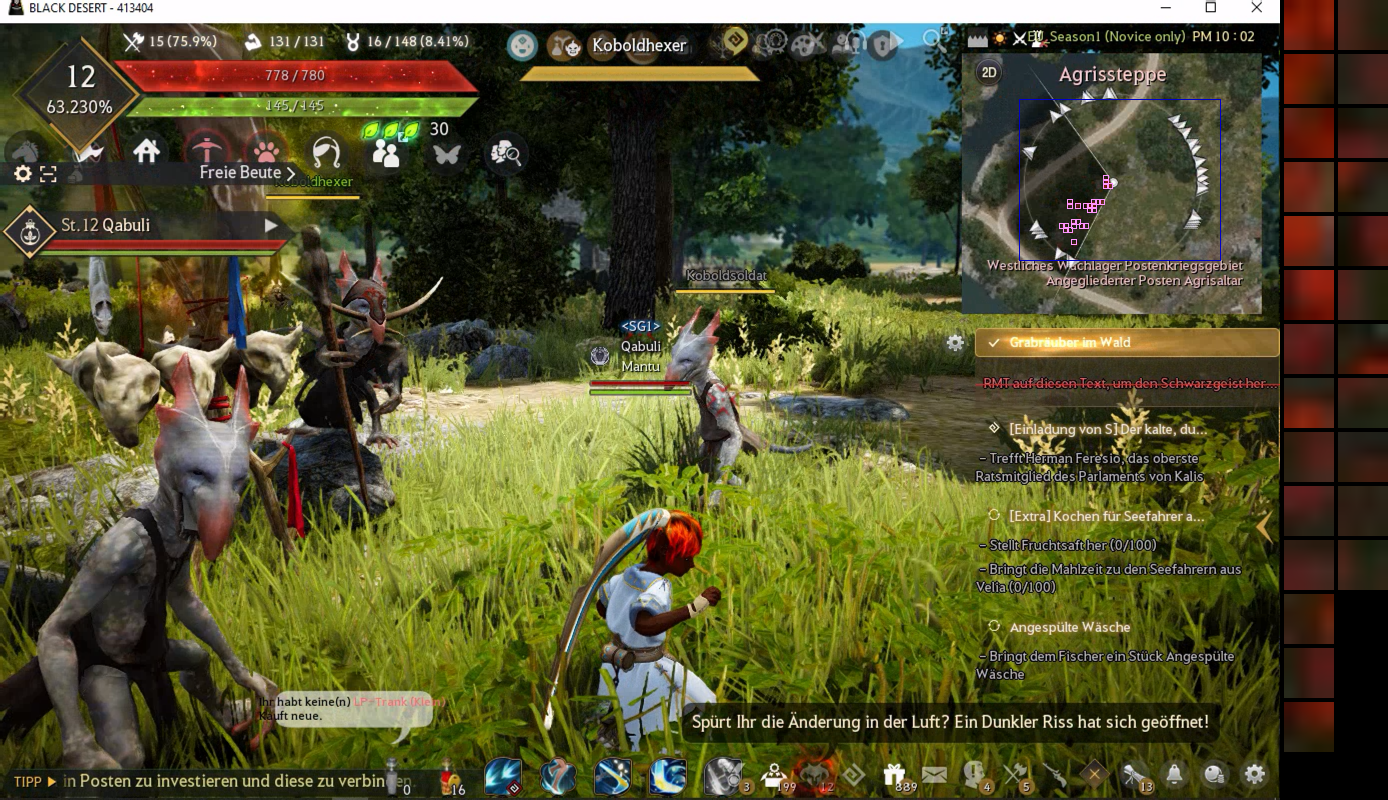 BLACK DESERT - 413404
15 (75.9%)
131 / 131
16 / 148 (8.41%)
Koboldhexer
Season1 (Novice only) PM 10 : 02
12
63.230%
778 / 780
145 / 145
30
2D
Agrissteppe
Freie Beute
St.12 Qabuli
Koboldsoldat
Westliches Wachlager Postenkriegsgebiet
Angegliederter Posten Agrisaltar
<SG1>
Qabuli
Mantu
Grabräuber im Wald
RMT auf diesen Text, um den Schwarzgeist her...
[Einladung von S] Der kalte, du...
– Trefft Herman Feresio, das oberste
Ratsmitglied des Parlaments von Kalis
[Extra] Kochen für Seefahrer a...
– Stellt Fruchtsaft her (0/100)
– Bringt die Mahlzeit zu den Seefahrern aus
Velia (0/100)
Angespülte Wäsche
– Bringt dem Fischer ein Stück Angespülte
Wäsche
Ihr habt keine(n) LP-Trank (Klein)
Kauft neue.
Spürt Ihr die Änderung in der Luft? Ein Dunkler Riss hat sich geöffnet!
TIPP in Posten zu investieren und diese zu verbinden
0
16
3
199
12
839
4
5
13